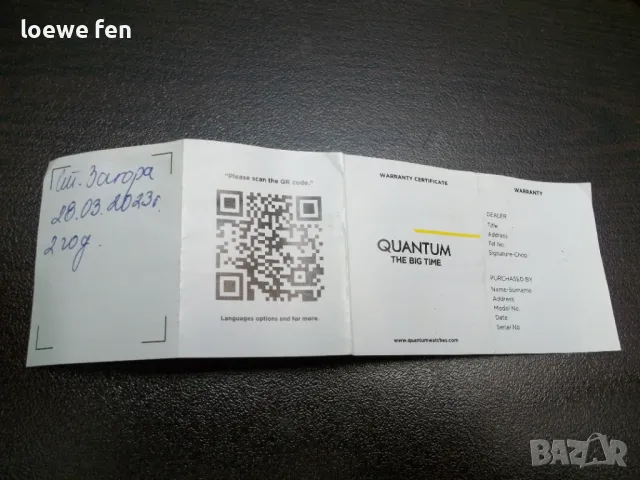 loewe fen
Ст. Загора
28.03.2023г.
2 год.
"Please scan the QR code."
Languages options and for more.
WARRANTY CERTIFICATE
QUANTUM
THE BIG TIME.
www.quantumwatches.com
WARRANTY
DEALER
Title
Address
Tel No.
Signature-Chop
PURCHASED BY
Name-Surname
Address
Model No.
Date
Serial No
BAZAR
bg